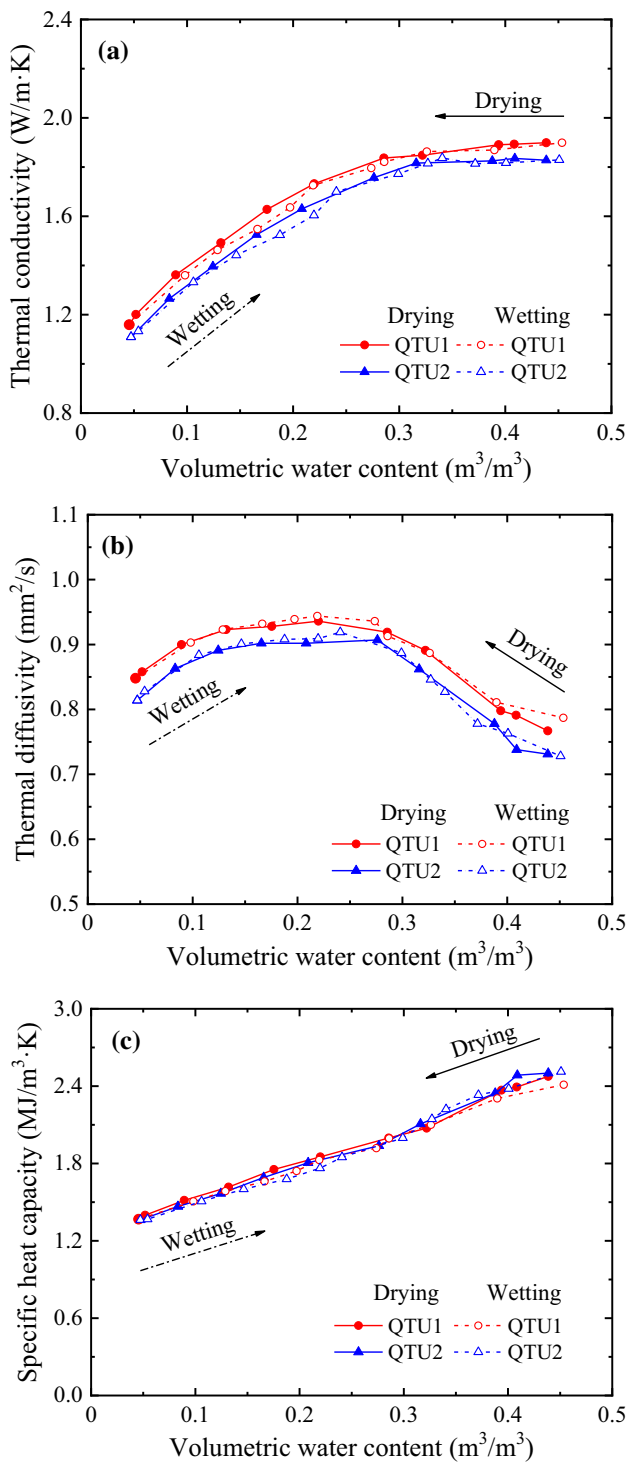 (a)
Thermal conductivity (W/m·K)
2.4
2.0
1.6
1.2
0.8
Drying
Wetting
Drying Wetting
QTU1 QTU1
QTU2 QTU2
0 0.1 0.2 0.3 0.4 0.5
Volumetric water content (m³/m³)
(b)
Thermal diffusivity (mm²/s)
1.1
1.0
0.9
0.8
0.7
0.6
0.5
Drying
Wetting
Drying Wetting
QTU1 QTU1
QTU2 QTU2
0 0.1 0.2 0.3 0.4 0.5
Volumetric water content (m³/m³)
(c)
Specific heat capacity (MJ/m³·K)
3.0
2.4
1.8
1.2
0.6
0.0
Drying
Wetting
Drying Wetting
QTU1 QTU1
QTU2 QTU2
0 0.1 0.2 0.3 0.4 0.5
Volumetric water content (m³/m³)